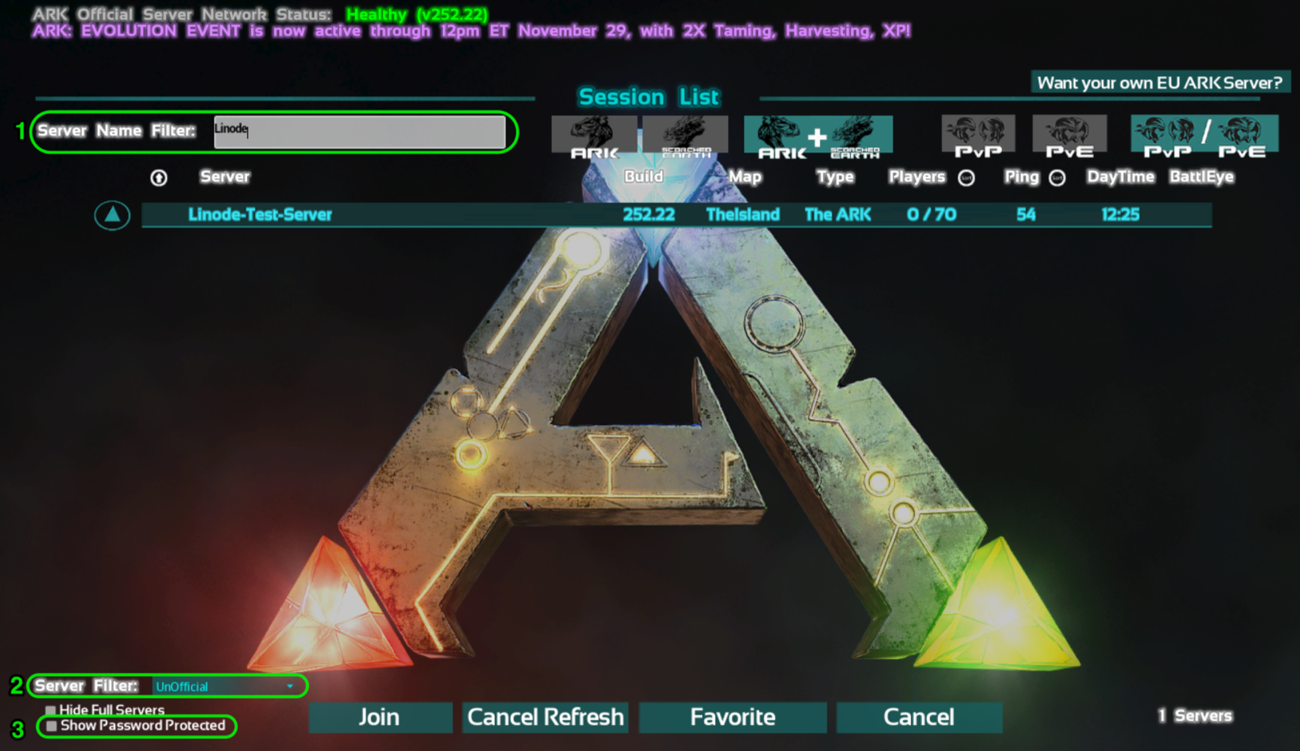 ARK Official Server Network Status: Healthy (v252.22)
ARK: EVOLUTION EVENT is now active through 12pm ET November 29, with 2X Taming, Harvesting, XP!
Want your own EU ARK Server?
Session List
1 Server Name Filter: Linode
ARK SCORCHED EARTH ARK + SCORCHED EARTH PvP PvE PvP / PvE
Server Build Map Type Players Ping DayTime BattlEye
Linode-Test-Server 252.22 TheIsland The ARK 0 / 70 54 12:25
2 Server Filter: UnOfficial
Hide Full Servers
3 Show Password Protected
Join Cancel Refresh Favorite Cancel 1 Servers